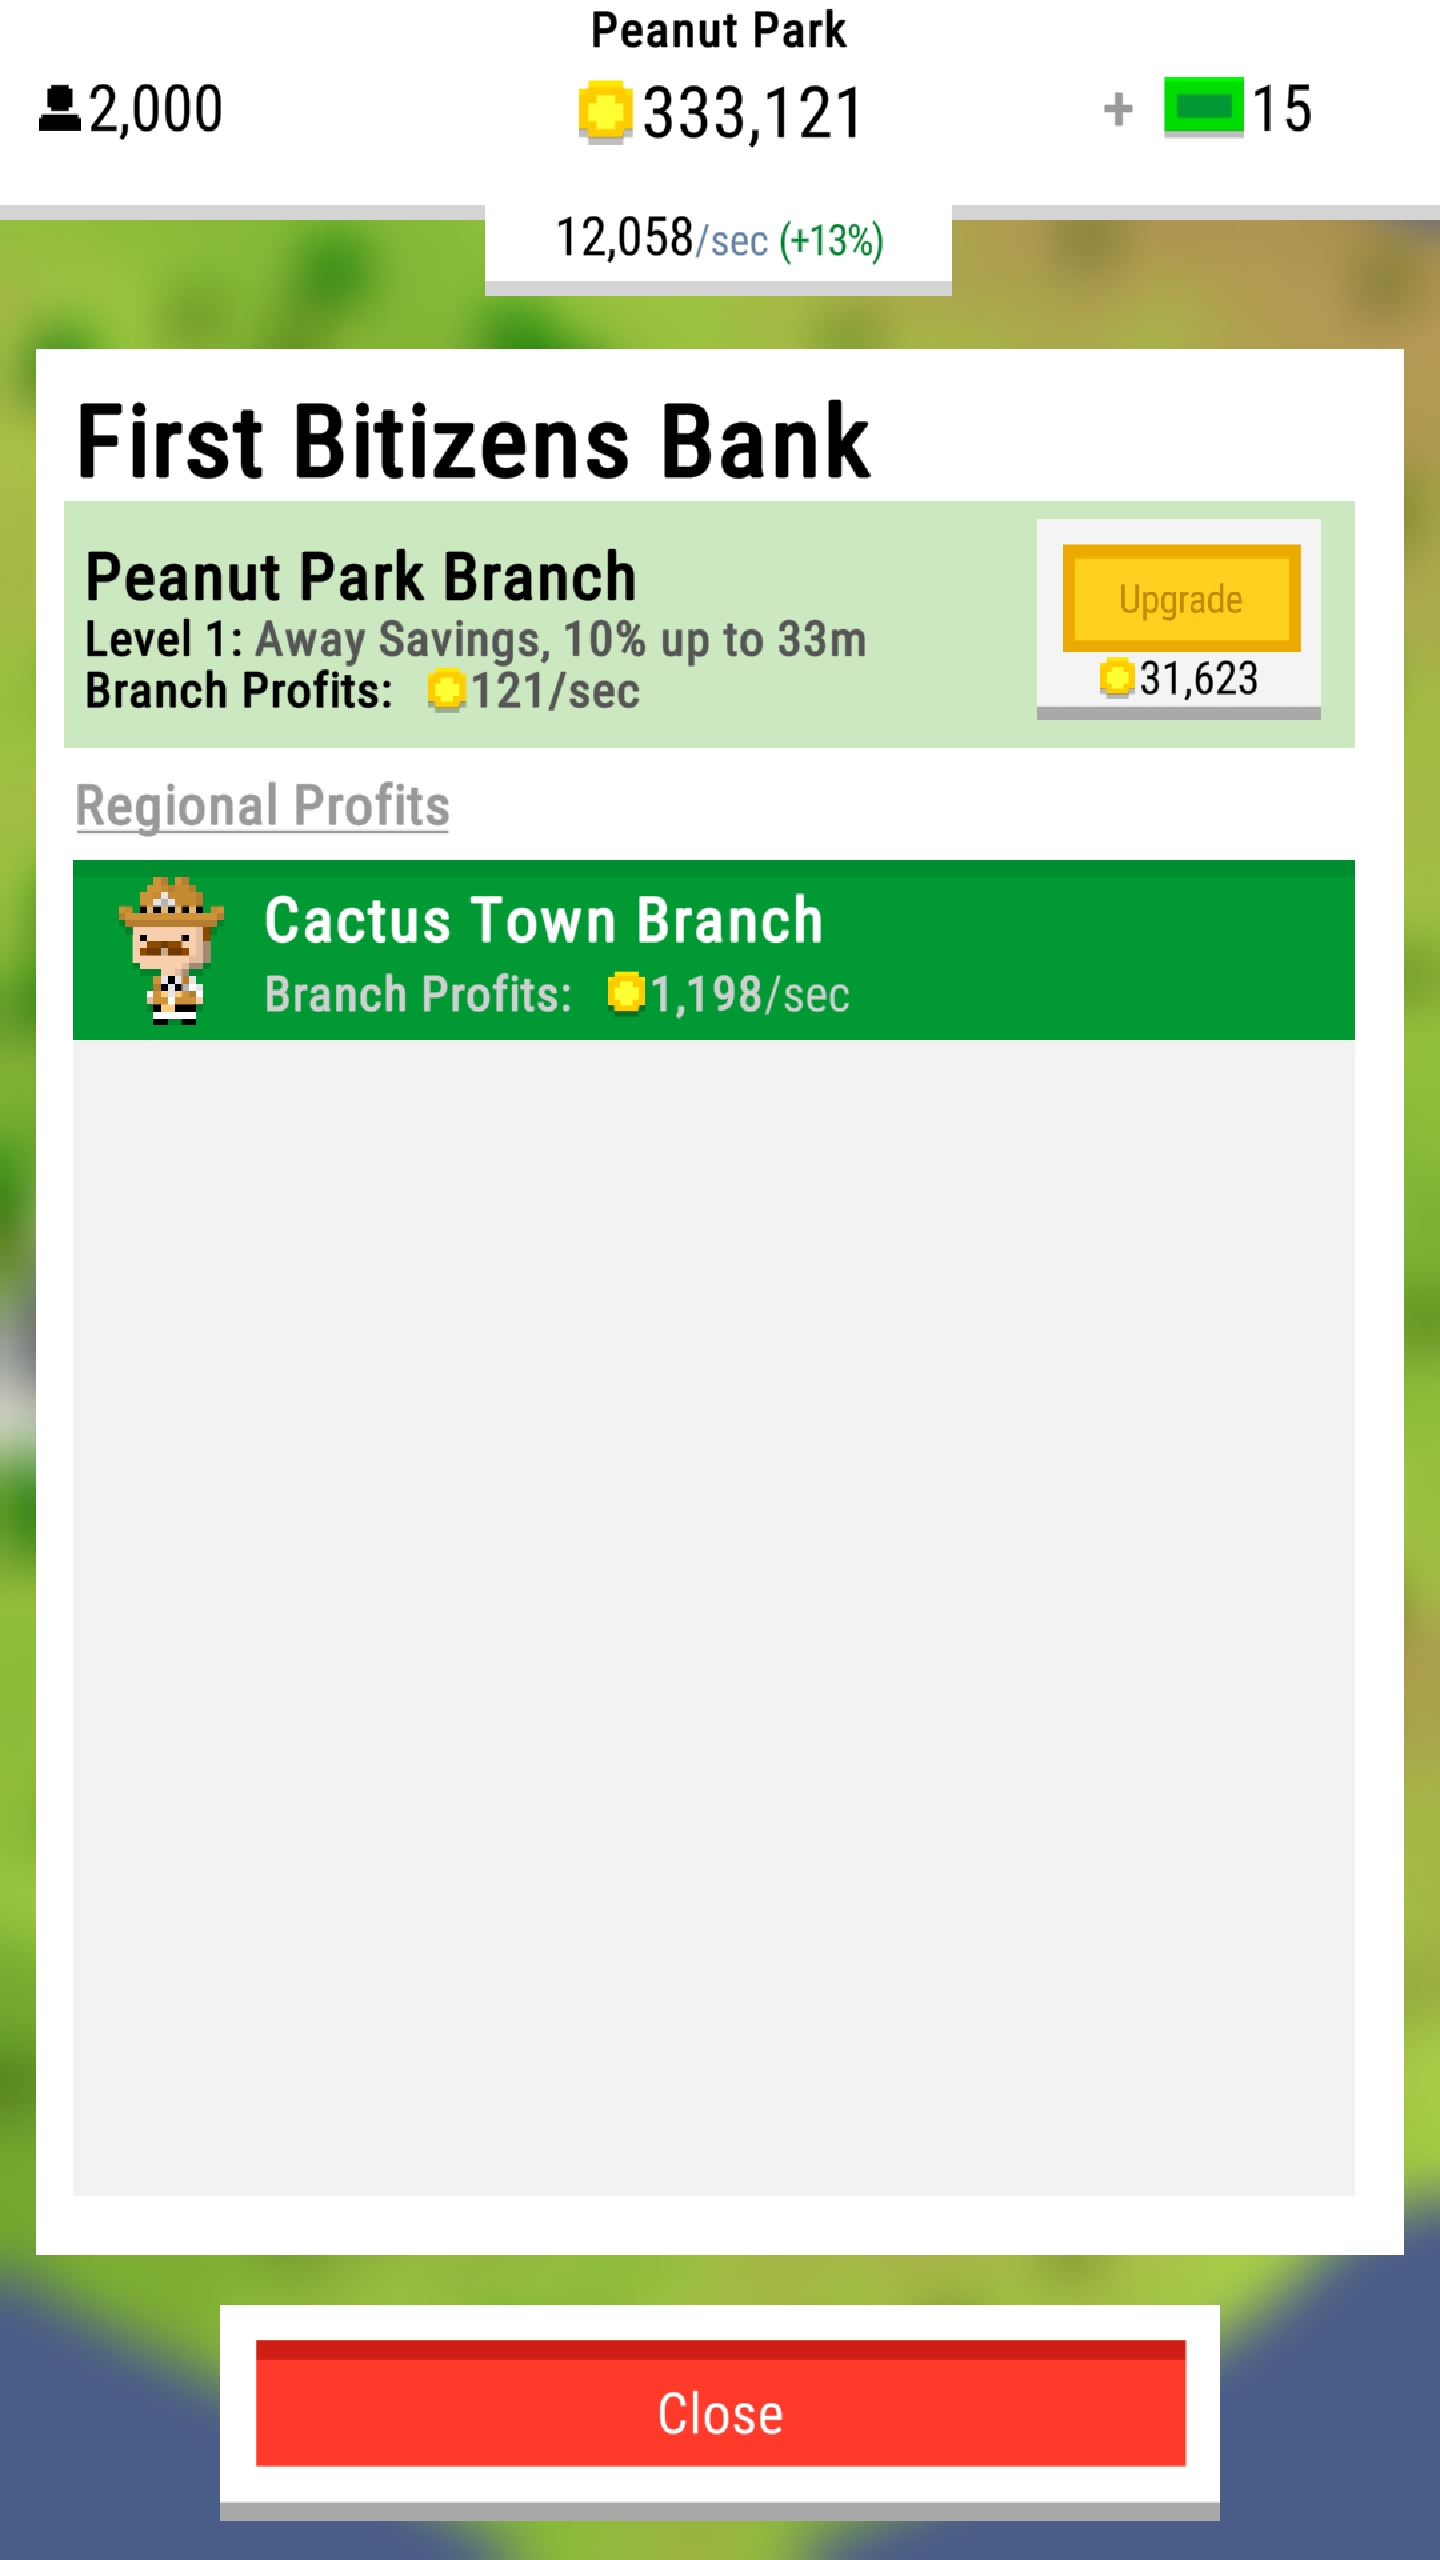 Peanut Park
2,000 333,121 + 15
12,058/sec (+13%)
First Bitizens Bank
Peanut Park Branch
Level 1: Away Savings, 10% up to 33m
Branch Profits: 121/sec
Upgrade
31,623
Regional Profits
Cactus Town Branch
Branch Profits: 1,198/sec
Close